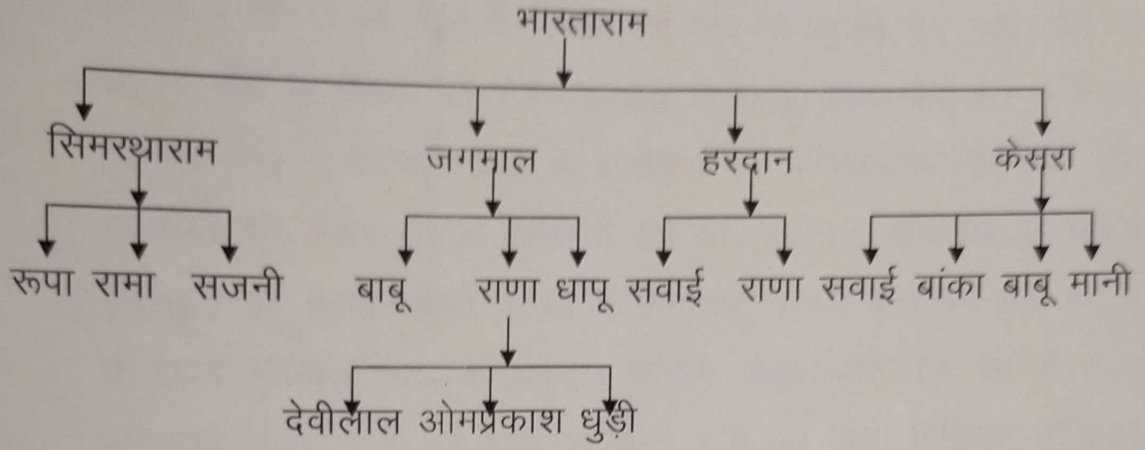 भारताराम
सिमरथाराम जगमाल हरदान केसरा
रूपा रामा सजनी बाबू राणा धापू सवाई राणा सवाई बांका बाबू मानी
देवीलाल ओमप्रकाश धुड़ी